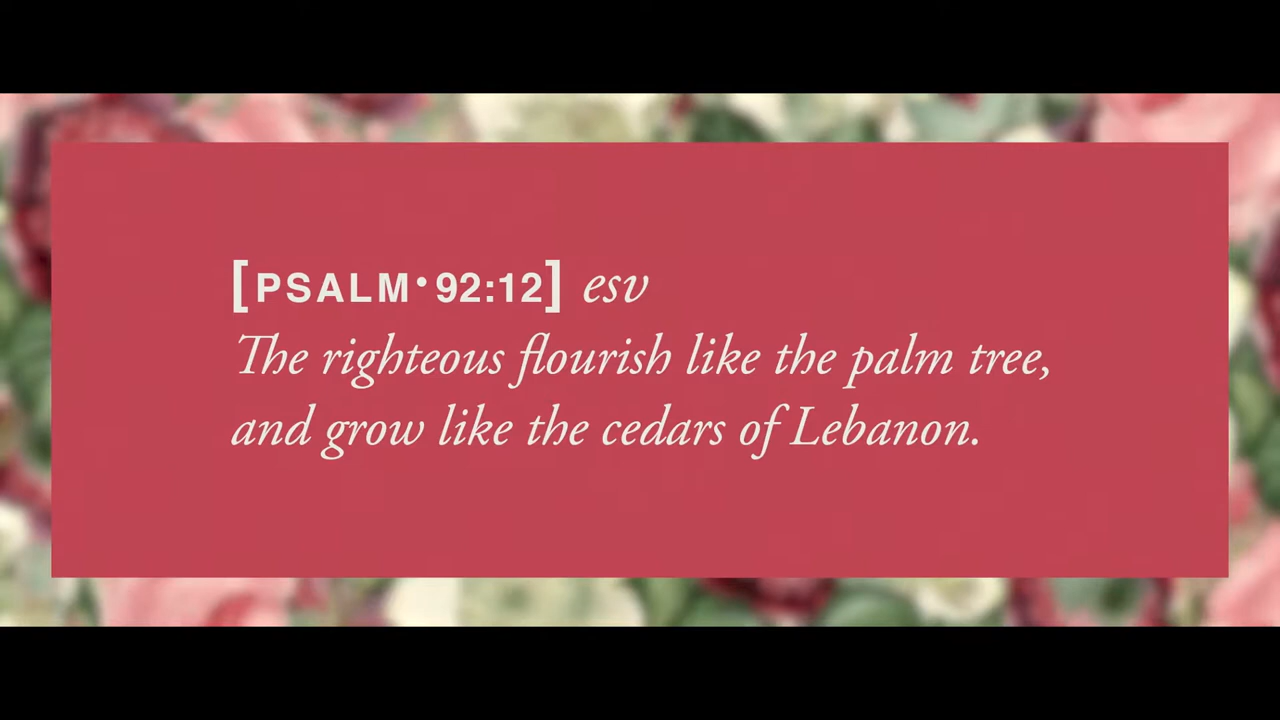 [PSALM•92:12] esv
The righteous flourish like the palm tree,
and grow like the cedars of Lebanon.